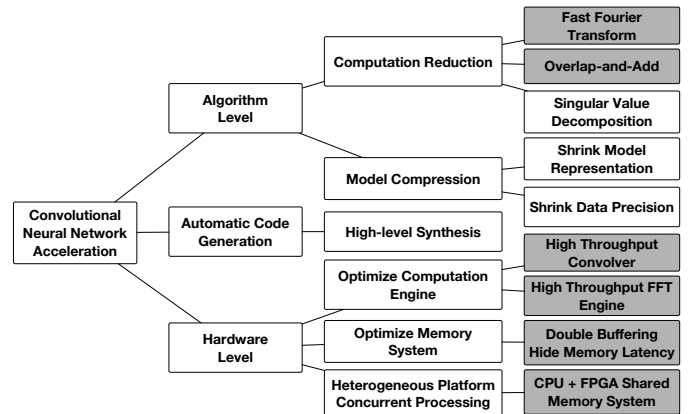 Fast Fourier
Transform
Computation Reduction
Overlap-and-Add
Algorithm
Level
Singular Value
Decomposition
Shrink Model
Representation
Model Compression
Shrink Data Precision
Convolutional
Neural Network
Acceleration
Automatic Code
Generation
High-level Synthesis
High Throughput
Convolver
Optimize Computation
Engine
High Throughput FFT
Engine
Hardware
Level
Optimize Memory
System
Double Buffering
Hide Memory Latency
Heterogeneous Platform
Concurrent Processing
CPU + FPGA Shared
Memory System